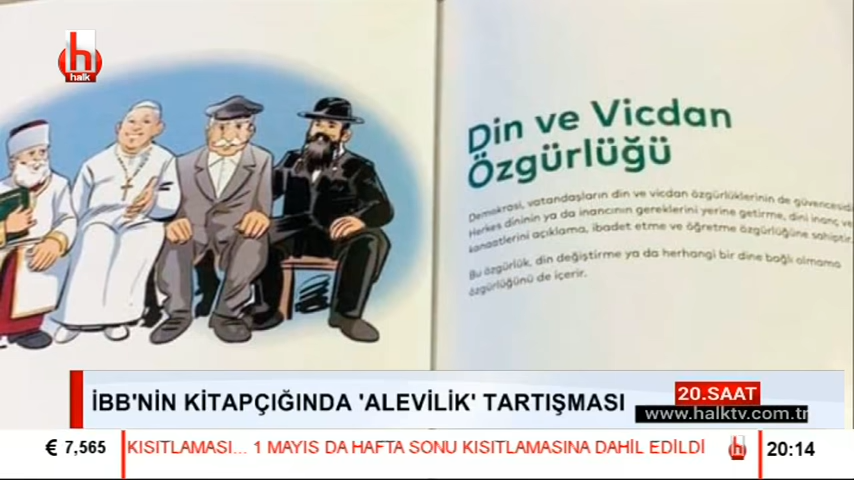 halk
Din ve Vicdan
Özgürlüğü
Demokrasi, vatandaşların din ve vicdan özgürlüklerinin de güvencesidi
Herkes dininin ya da inancının gereklerini yerine getirme, dini inanç ve
kanaatlerini açıklama, ibadet etme ve öğretme özgürlüğüne sahiptir.
Bu özgürlük, din değiştirme ya da herhangi bir dine bağlı olmama
özgürlüğünü de içerir.
İBB'NİN KİTAPÇIĞINDA 'ALEVİLİK' TARTIŞMASI
20.SAAT
www.halktv.com.tr
€ 7,565
KISITLAMASI... 1 MAYIS DA HAFTA SONU KISITLAMASINA DAHİL EDİLDİ
20:14